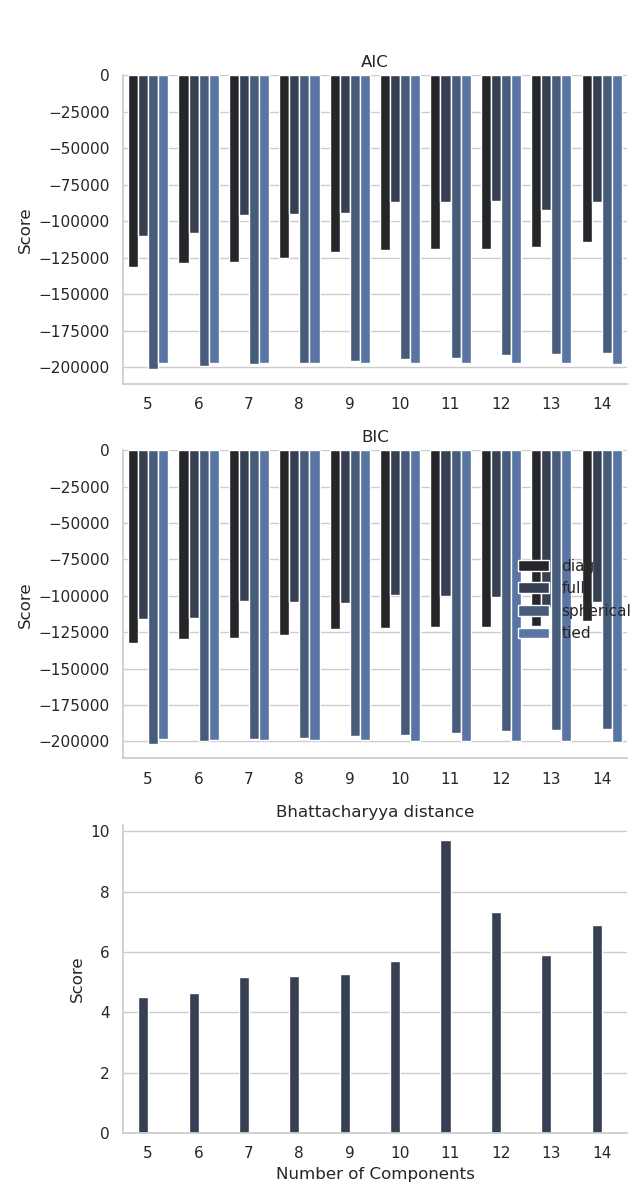 AIC
0
−25000
−50000
−75000
−100000
−125000
−150000
−175000
−200000
Score
5 6 7 8 9 10 11 12 13 14
BIC
0
−25000
−50000
−75000
−100000
−125000
−150000
−175000
−200000
Score
diag
full
spherical
tied
5 6 7 8 9 10 11 12 13 14
Bhattacharyya distance
10
8
6
4
2
0
Score
5 6 7 8 9 10 11 12 13 14
Number of Components